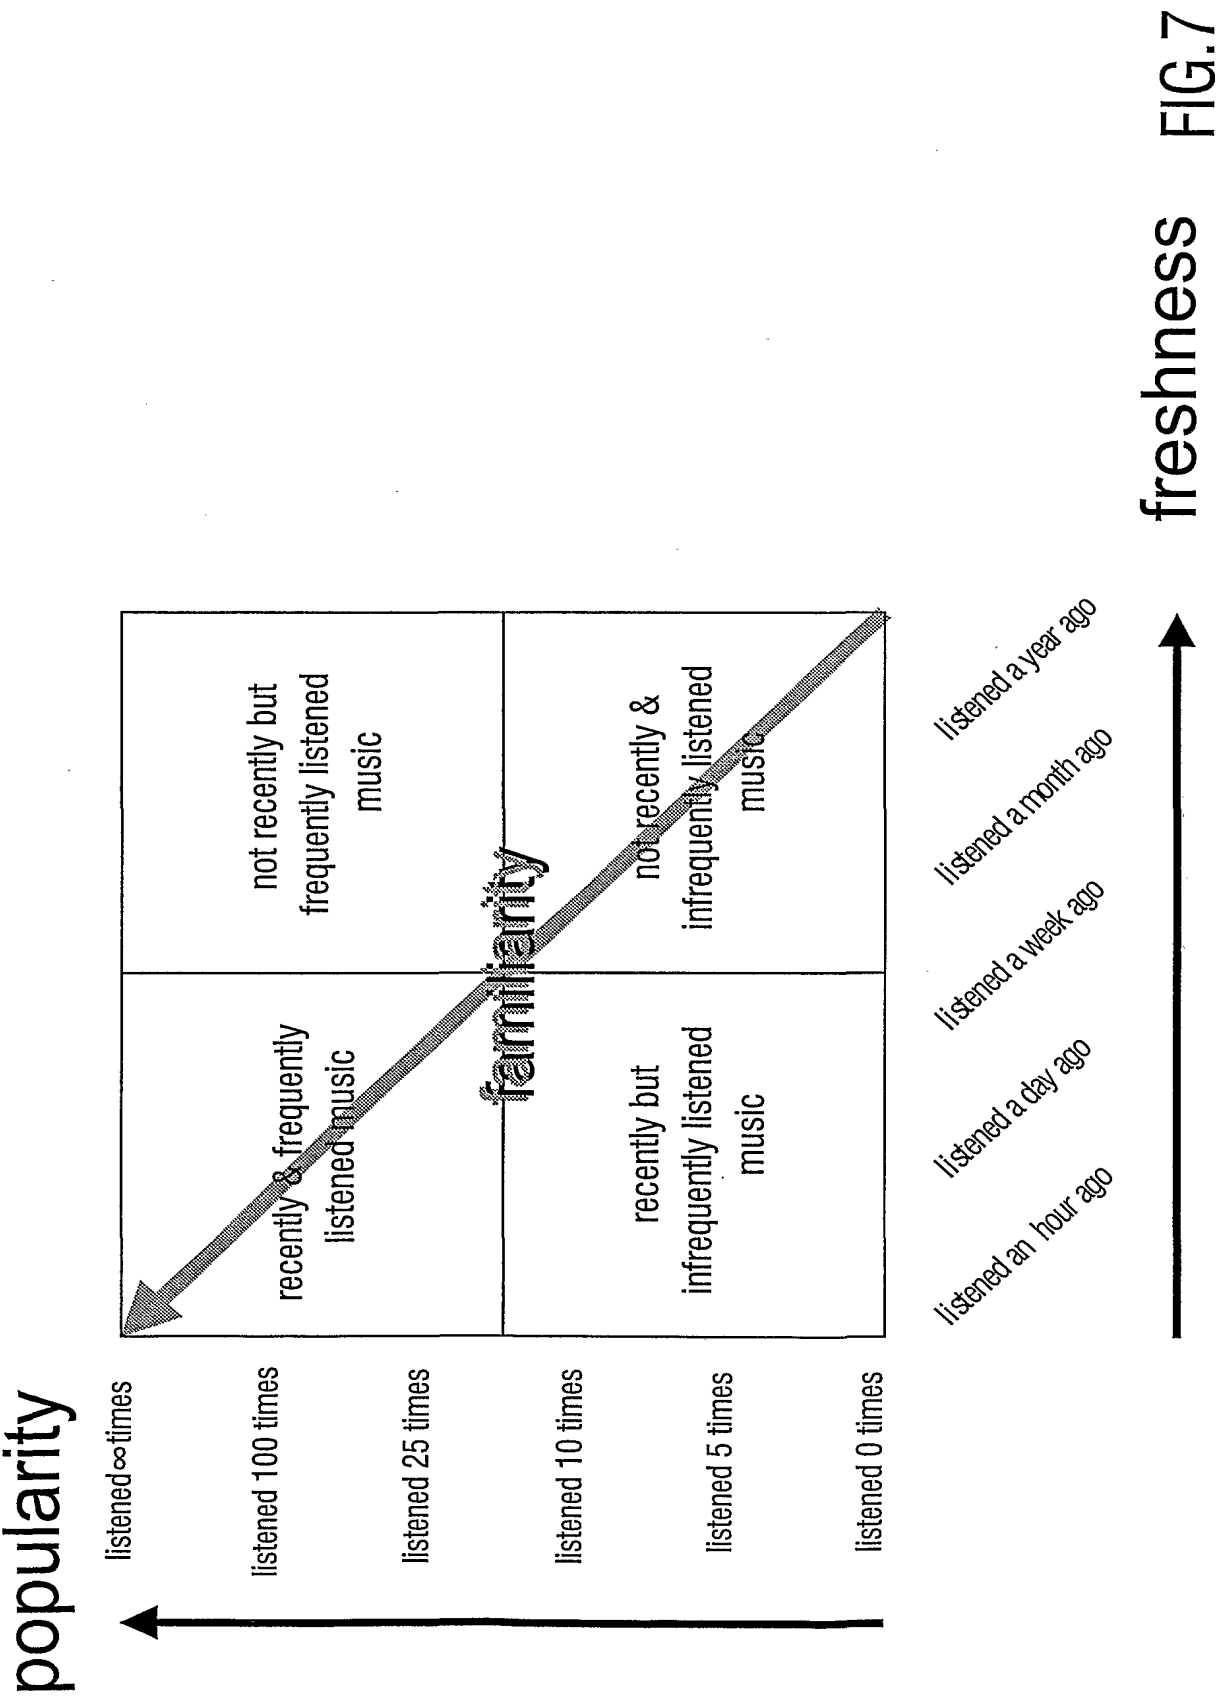 popularity
listened∞times
listened 100 times
listened 25 times
listened 10 times
listened 5 times
listened 0 times
recently & frequently
listened music
not recently but
frequently listened
music
familiarity
recently but
infrequently listened
music
not recently &
infrequently listened
music
listened an hour ago
listened a day ago
listened a week ago
listened a month ago
listened a year ago
freshness
FIG.7